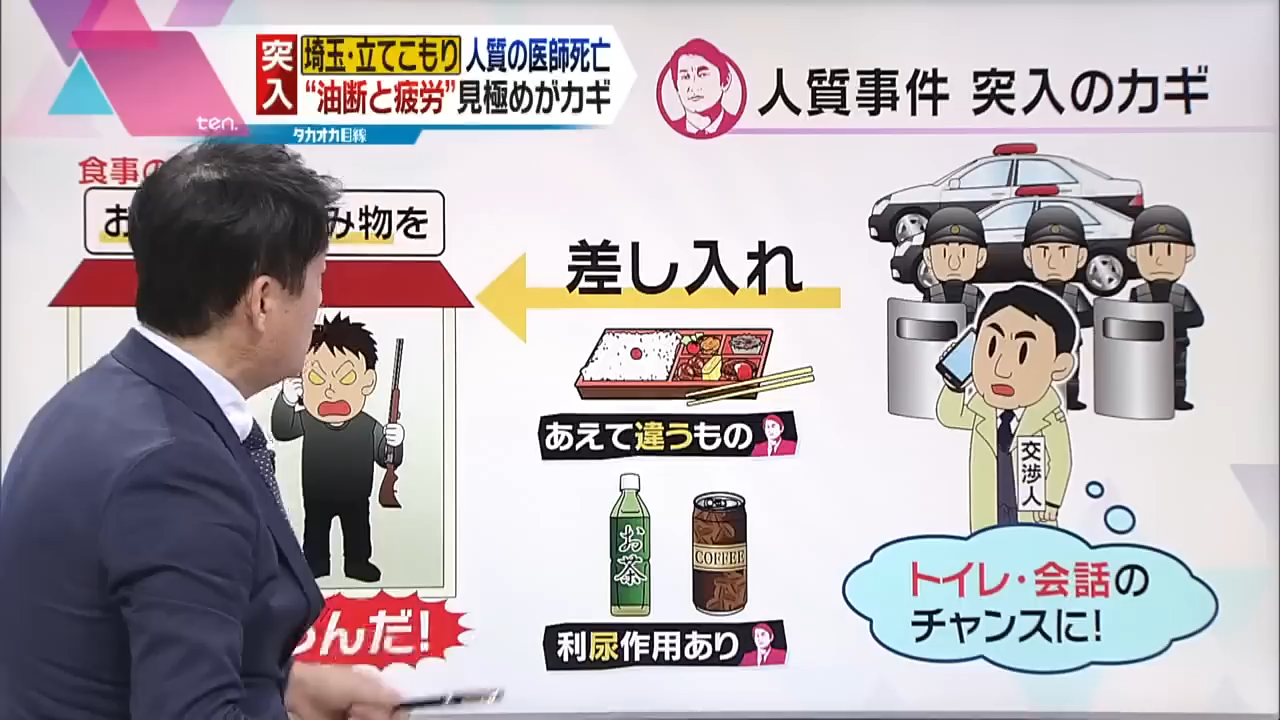 突入
埼玉・立てこもり 人質の医師死亡
“油断と疲労”見極めがカギ
ten.
タカオカ目線
人質事件 突入のカギ
食事の
お
み物を
差し入れ
あえて違うもの
お茶
COFFEE
利尿作用あり
んだ!
交渉人
トイレ・会話の
チャンスに!